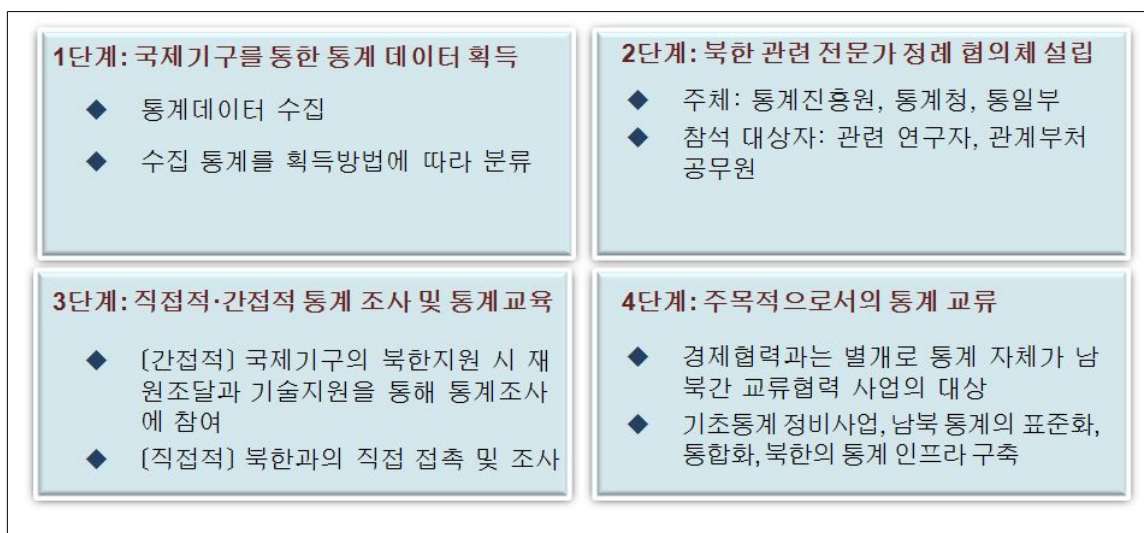 1단계: 국제기구를 통한 통계 데이터 획득
◆ 통계데이터 수집
◆ 수집 통계를 획득방법에 따라 분류
2단계: 북한 관련 전문가 정례 협의체 설립
◆ 주체: 통계진흥원, 통계청, 통일부
◆ 참석 대상자: 관련 연구자, 관계부처
공무원
3단계: 직접적·간접적 통계 조사 및 통계교육
◆ [간접적] 국제기구의 북한지원 시 재
원조달과 기술지원을 통해 통계조사
에 참여
◆ [직접적] 북한과의 직접 접촉 및 조사
4단계: 주목적으로서의 통계 교류
◆ 경제협력과는 별개로 통계 자체가 남
북간 교류협력 사업의 대상
◆ 기초통계 정비사업, 남북 통계의 표준화,
통합화, 북한의 통계 인프라 구축